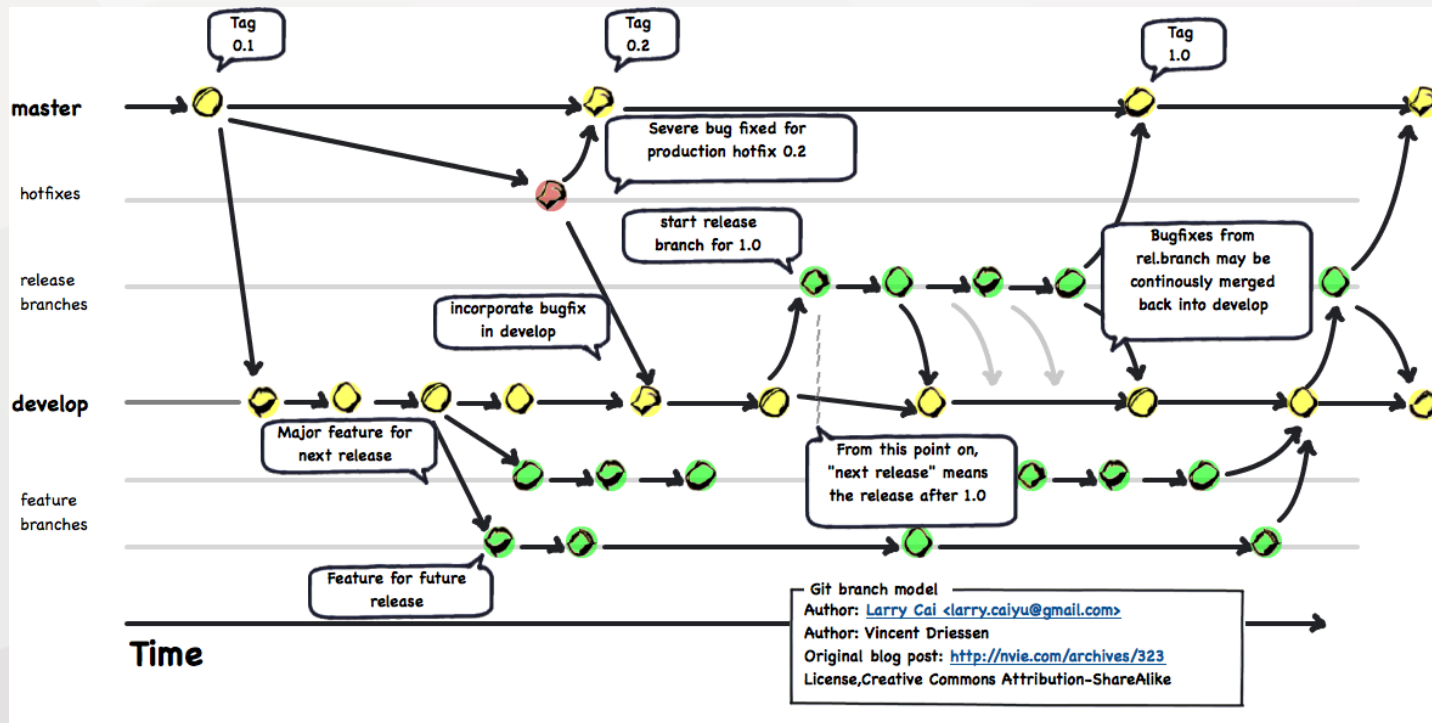 Tag
0.1
Tag
0.2
Tag
1.0
master
Severe bug fixed for
production hotfix 0.2
hotfixes
start release
branch for 1.0
Bugfixes from
rel.branch may be
continously merged
back into develop
release
branches
incorporate bugfix
in develop
develop
Major feature for
next release
From this point on,
"next release" means
the release after 1.0
feature
branches
Feature for future
release
Git branch model
Author: Larry Cai <larry.caiyu@gmail.com>
Author: Vincent Driessen
Original blog post: http://nvie.com/archives/323
License,Creative Commons Attribution-ShareAlike
Time